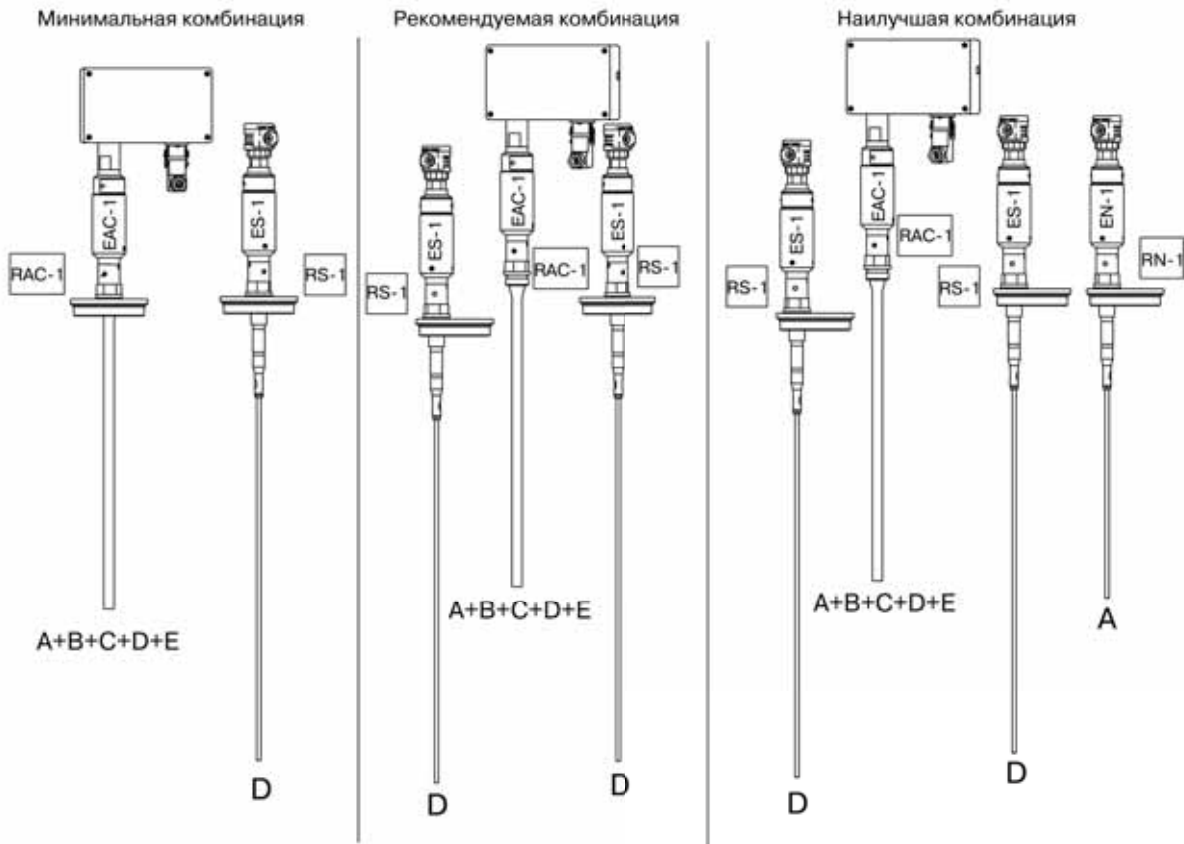 Минимальная комбинация
EAC-1
ES-1
RAC-1
RS-1
A+B+C+D+E
D
Рекомендуемая комбинация
ES-1
EAC-1
ES-1
RS-1
RAC-1
RS-1
A+B+C+D+E
D
D
Наилучшая комбинация
ES-1
EAC-1
ES-1
EN-1
RAC-1
RS-1
RS-1
RN-1
A+B+C+D+E
A
D
D